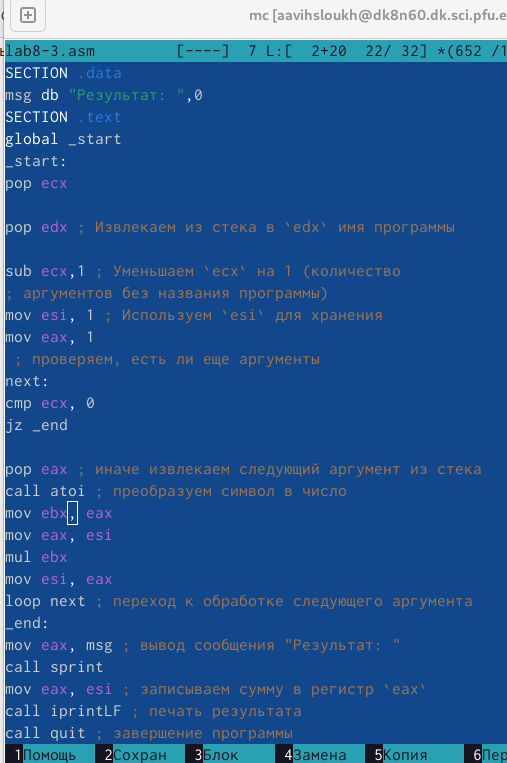 mc [aavihsloukh@dk8n60.dk.sci.pfu.e
lab8-3.asm [----] 7 L:[ 2+20 22/ 32] *(652 /1
SECTION .data
msg db "Результат: ",0
SECTION .text
global _start
_start:
pop ecx
pop edx ; Извлекаем из стека в `edx` имя программы
sub ecx,1 ; Уменьшаем `ecx` на 1 (количество
; аргументов без названия программы)
mov esi, 1 ; Используем `esi` для хранения
mov eax, 1
; проверяем, есть ли еще аргументы
next:
cmp ecx, 0
jz _end
pop eax ; иначе извлекаем следующий аргумент из стека
call atoi ; преобразуем символ в число
mov ebx, eax
mov eax, esi
mul ebx
mov esi, eax
loop next ; переход к обработке следующего аргумента
_end:
mov eax, msg ; вывод сообщения "Результат: "
call sprint
mov eax, esi ; записываем сумму в регистр `eax`
call iprintLF ; печать результата
call quit ; завершение программы
1Помощь 2Сохран 3Блок 4Замена 5Копия 6Пер